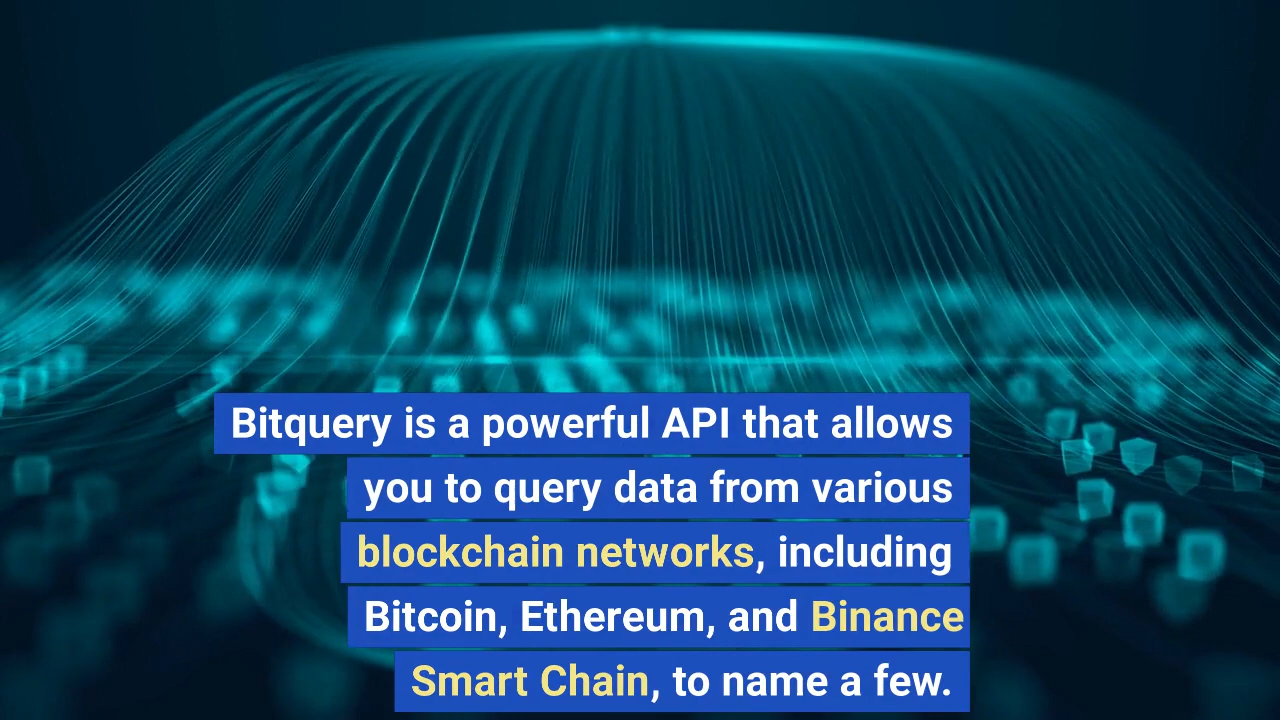 Bitquery is a powerful API that allows
you to query data from various
blockchain networks, including
Bitcoin, Ethereum, and Binance
Smart Chain, to name a few.